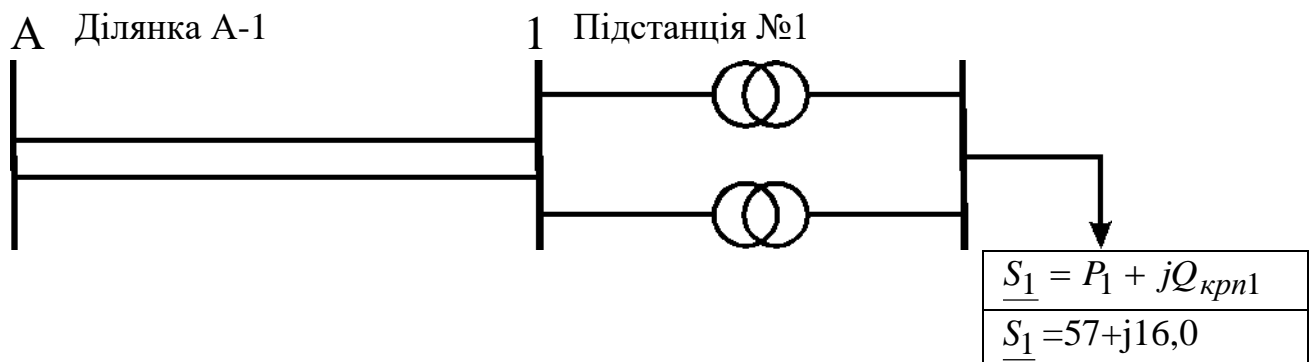 А Ділянка А-1 1 Підстанція №1
S₁ = P₁ + jQкрп1
S₁ =57+j16,0